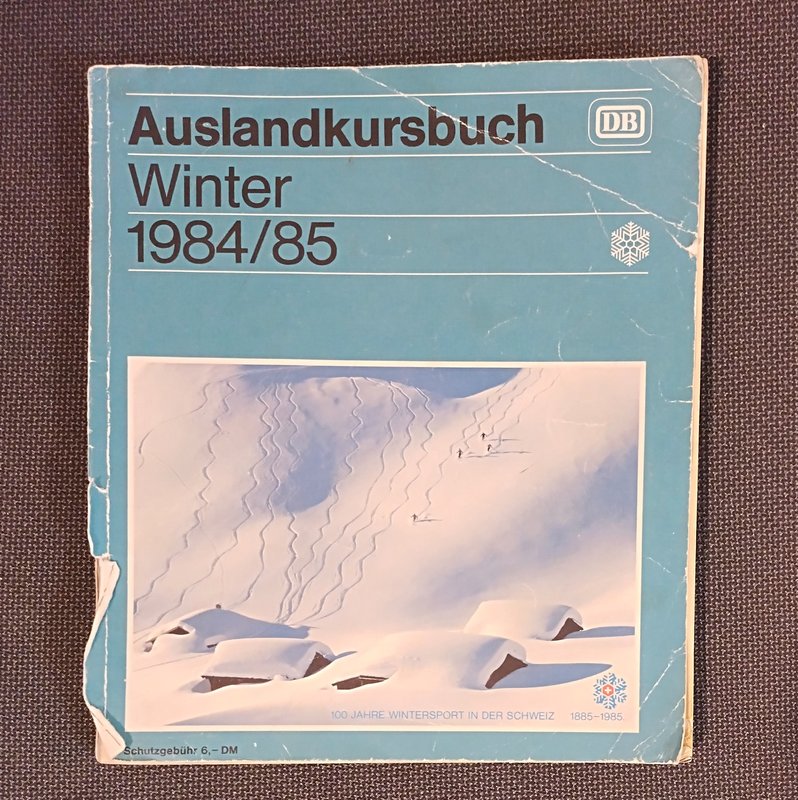 Auslandkursbuch
DB
Winter
1984/85
100 JAHRE WINTERSPORT IN DER SCHWEIZ 1885-1985
Schutzgebühr 6,– DM